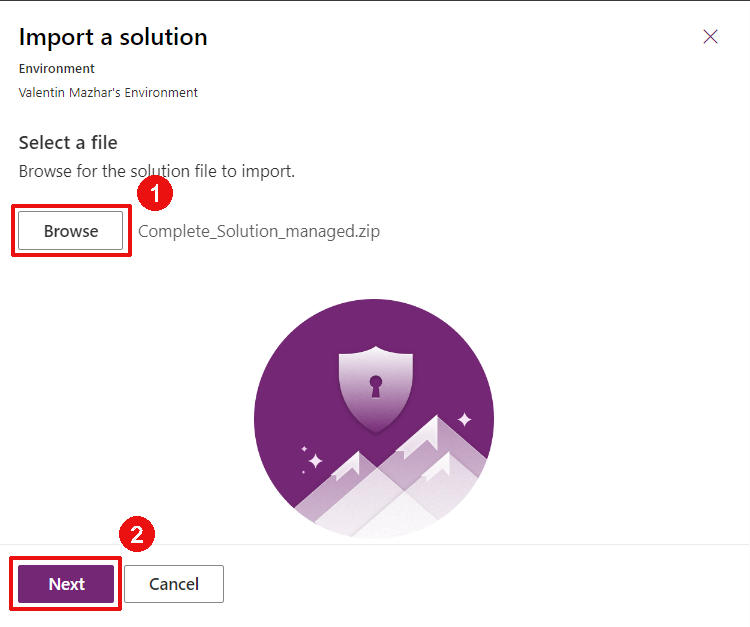 Import a solution
Environment
Valentin Mazhar's Environment
Select a file
Browse for the solution file to import.
1
Browse
Complete_Solution_managed.zip
2
Next
Cancel